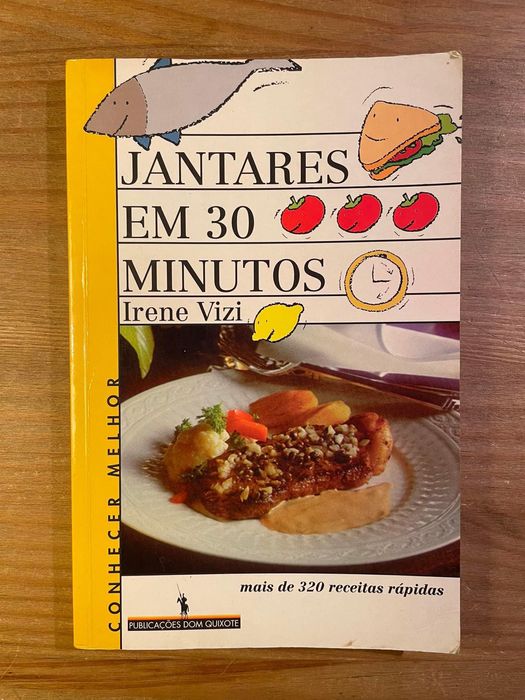 JANTARES
EM 30
MINUTOS
Irene Vizi
CONHECER MELHOR
mais de 320 receitas rápidas
PUBLICAÇÕES DOM QUIXOTE